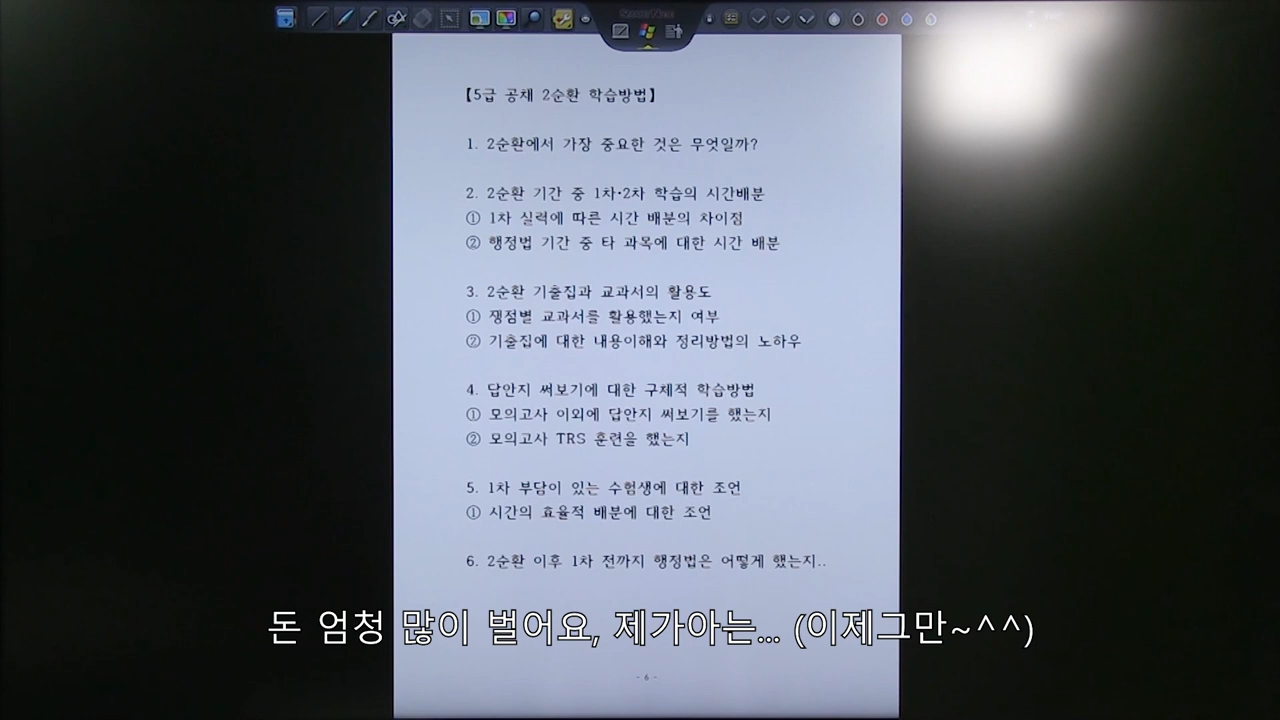 【5급 공채 2순환 학습방법】
1. 2순환에서 가장 중요한 것은 무엇일까?
2. 2순환 기간 중 1차·2차 학습의 시간배분
① 1차 실력에 따른 시간 배분의 차이점
② 행정법 기간 중 타 과목에 대한 시간 배분
3. 2순환 기출집과 교과서의 활용도
① 쟁점별 교과서를 활용했는지 여부
② 기출집에 대한 내용이해와 정리방법의 노하우
4. 답안지 써보기에 대한 구체적 학습방법
① 모의고사 이외에 답안지 써보기를 했는지
② 모의고사 TRS 훈련을 했는지
5. 1차 부담이 있는 수험생에 대한 조언
① 시간의 효율적 배분에 대한 조언
6. 2순환 이후 1차 전까지 행정법은 어떻게 했는지..
돈 엄청 많이 벌어요, 제가아는... (이제그만~^^)
- 6 -